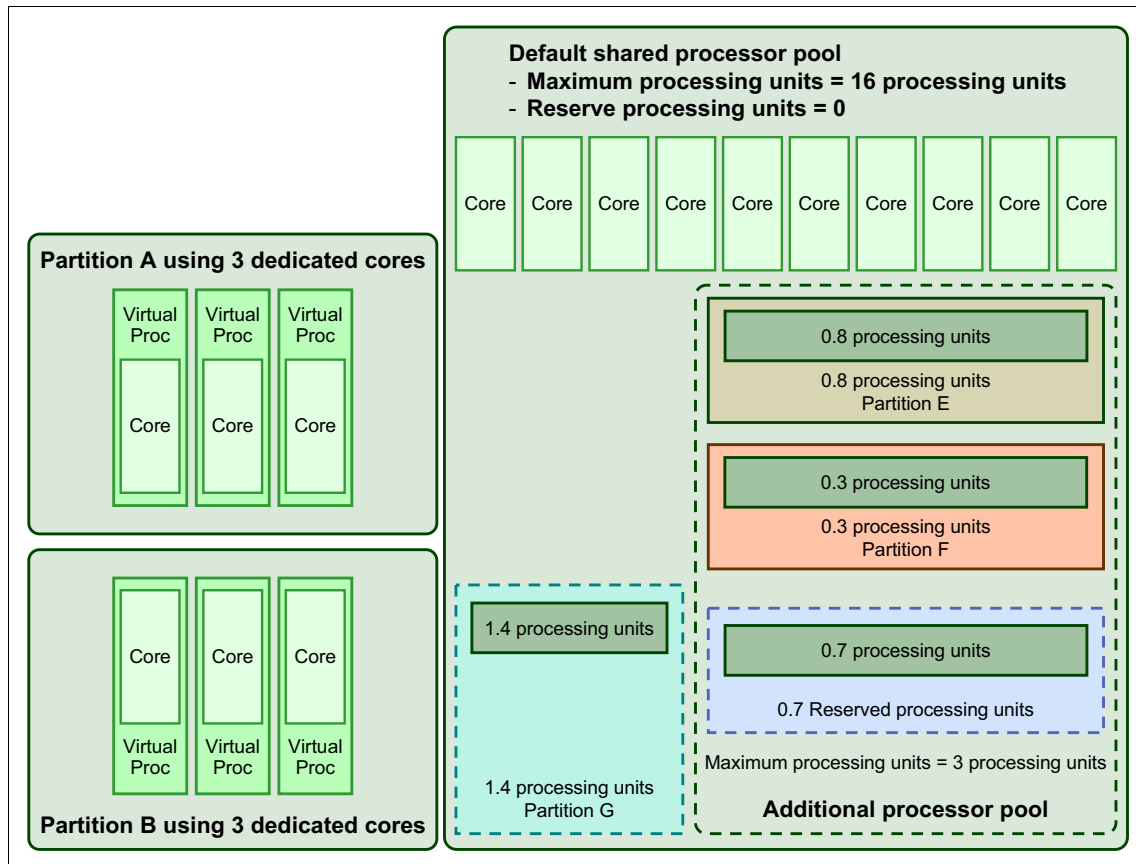 Default shared processor pool
- Maximum processing units = 16 processing units
- Reserve processing units = 0
Core Core Core Core Core Core Core Core Core Core
Partition A using 3 dedicated cores
Virtual Proc
Virtual Proc
Virtual Proc
Core Core Core
0.8 processing units
0.8 processing units
Partition E
0.3 processing units
0.3 processing units
Partition F
Core Core Core
Virtual Proc
Virtual Proc
Virtual Proc
Partition B using 3 dedicated cores
1.4 processing units
1.4 processing units
Partition G
0.7 processing units
0.7 Reserved processing units
Maximum processing units = 3 processing units
Additional processor pool